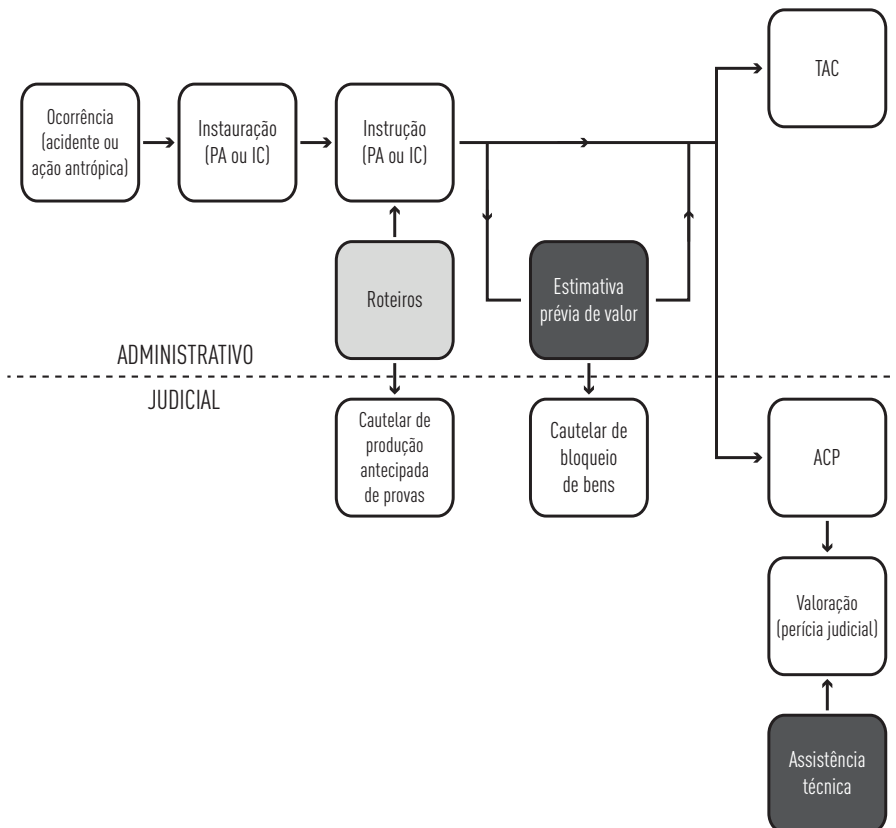 TAC
Ocorrência
(acidente ou
ação antrópica)
Instauração
(PA ou IC)
Instrução
(PA ou IC)
Roteiros
Estimativa
prévia de valor
ADMINISTRATIVO
JUDICIAL
Cautelar de
produção
antecipada
de provas
Cautelar de
bloqueio
de bens
ACP
Valoração
(perícia judicial)
Assistência
técnica